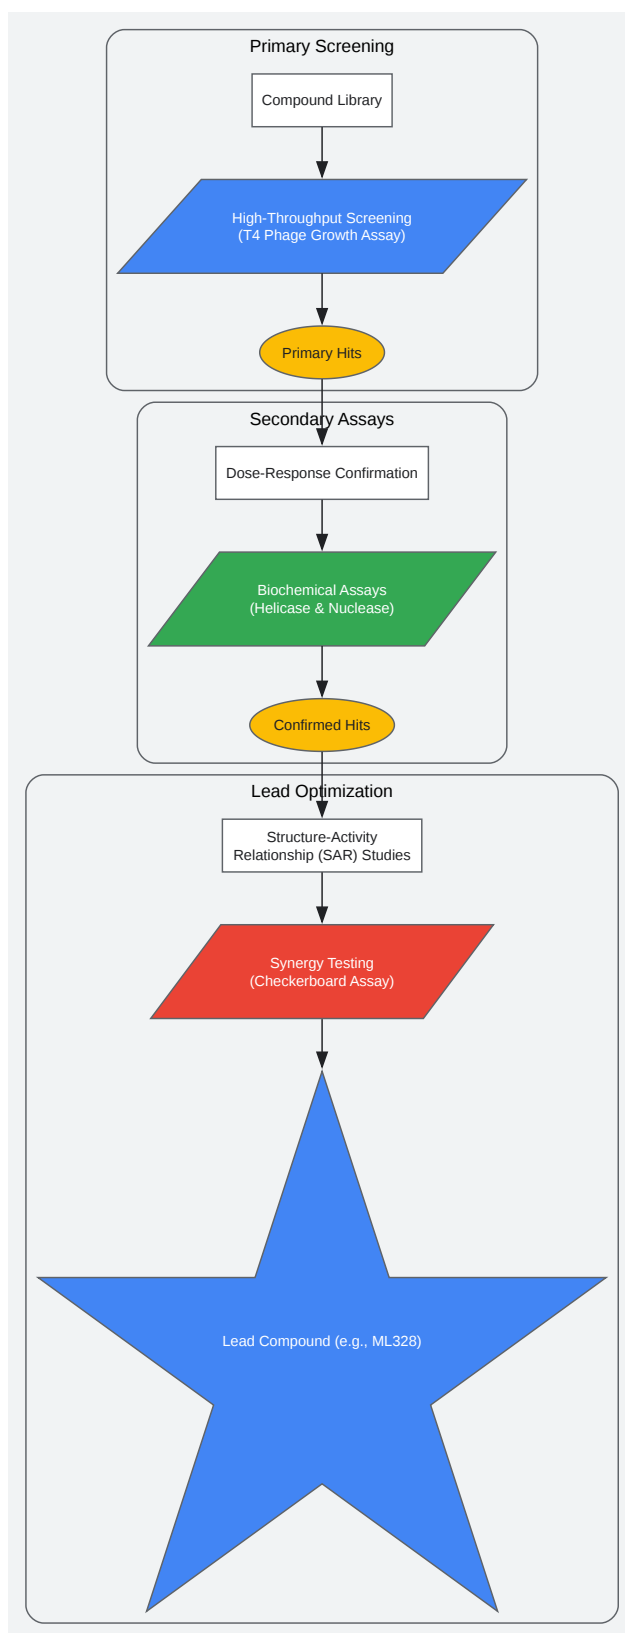 Primary Screening
Compound Library
High-Throughput Screening
(T4 Phage Growth Assay)
Primary Hits
Secondary Assays
Dose-Response Confirmation
Biochemical Assays
(Helicase & Nuclease)
Confirmed Hits
Lead Optimization
Structure-Activity
Relationship (SAR) Studies
Synergy Testing
(Checkerboard Assay)
Lead Compound (e.g., ML328)